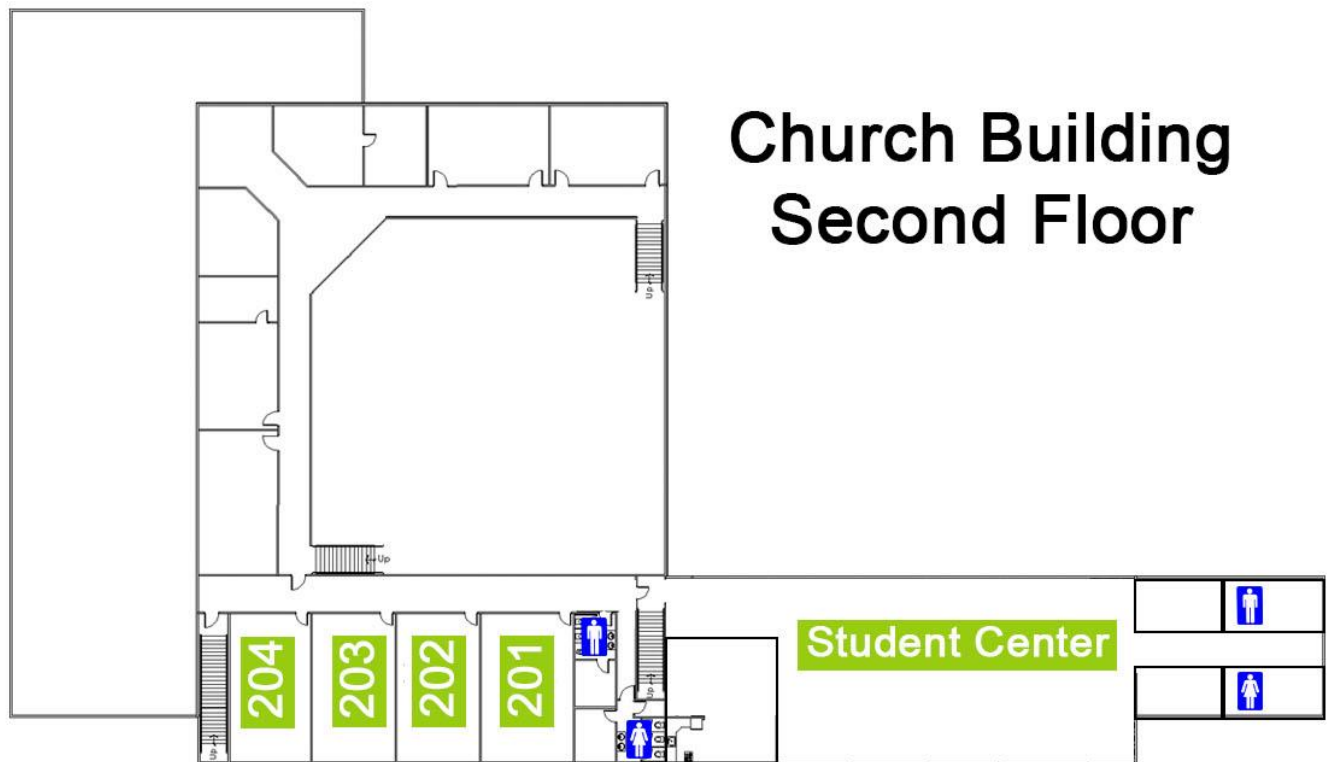 Church Building
Second Floor
Up
Up
204
203
202
201
Student Center
Up
Up